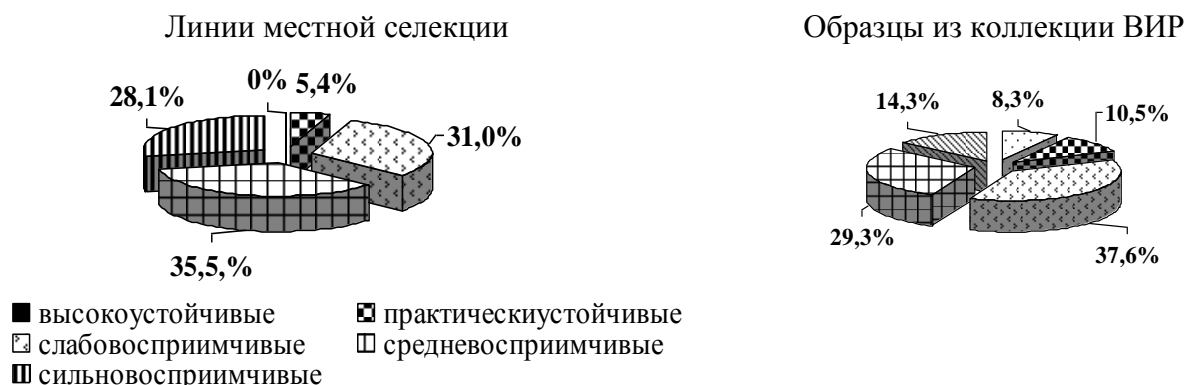 Линии местной селекции
0% 5,4%
28,1%
31,0%
35,5,%
Образцы из коллекции ВИР
14,3%
8,3%
10,5%
29,3%
37,6%
высокоустойчивые
практическиустойчивые
слабовосприимчивые
средневосприимчивые
сильновосприимчивые